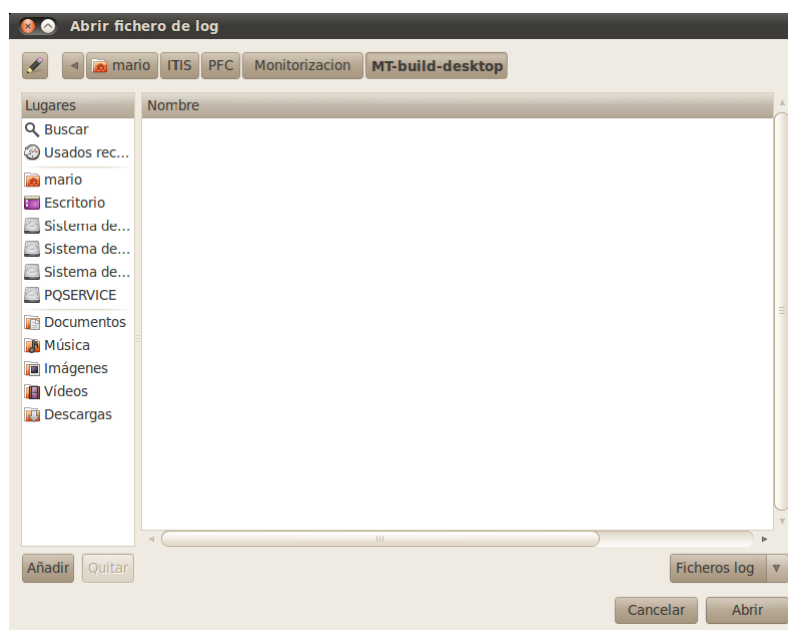 Abrir fichero de log
mario ITIS PFC Monitorizacion MT-build-desktop
Lugares Nombre
Buscar
Usados rec...
mario
Escritorio
Sistema de...
Sistema de...
Sistema de...
PQSERVICE
Documentos
Música
Imágenes
Vídeos
Descargas
Añadir Quitar Ficheros log
Cancelar Abrir